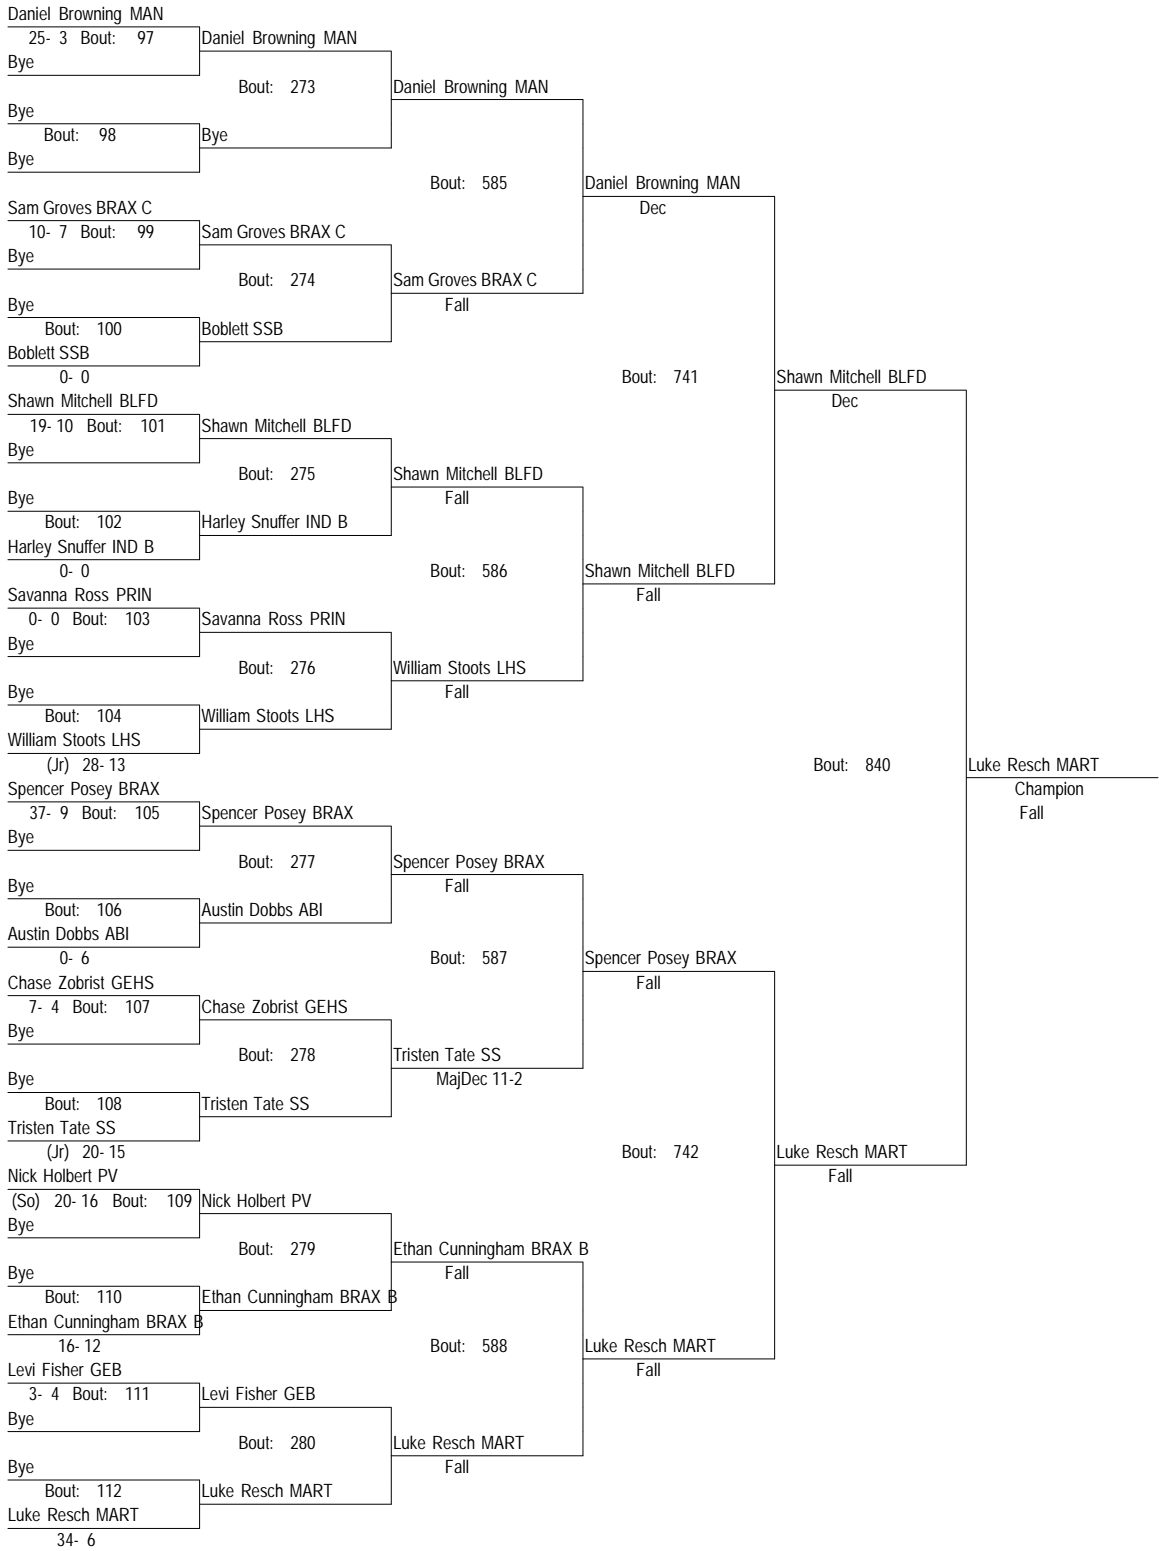 Daniel Browning MAN
25- 3 Bout: 97 Daniel Browning MAN
Bye
Bout: 273 Daniel Browning MAN
Bye
Bout: 98 Bye
Bye
Bout: 585 Daniel Browning MAN
Sam Groves BRAX C Dec
10- 7 Bout: 99 Sam Groves BRAX C
Bye
Bout: 274 Sam Groves BRAX C
Bye Fall
Bout: 100 Boblett SSB
Boblett SSB
0- 0 Bout: 741 Shawn Mitchell BLFD
Shawn Mitchell BLFD Dec
19- 10 Bout: 101 Shawn Mitchell BLFD
Bye
Bout: 275 Shawn Mitchell BLFD
Bye Fall
Bout: 102 Harley Snuffer IND B
Harley Snuffer IND B
0- 0 Bout: 586 Shawn Mitchell BLFD
Savanna Ross PRIN Fall
0- 0 Bout: 103 Savanna Ross PRIN
Bye
Bout: 276 William Stoots LHS
Bye Fall
Bout: 104 William Stoots LHS
William Stoots LHS
(Jr) 28- 13 Bout: 840 Luke Resch MART
Spencer Posey BRAX Champion
37- 9 Bout: 105 Spencer Posey BRAX Fall
Bye
Bout: 277 Spencer Posey BRAX
Bye Fall
Bout: 106 Austin Dobbs ABI
Austin Dobbs ABI
0- 6 Bout: 587 Spencer Posey BRAX
Chase Zobrist GEHS Fall
7- 4 Bout: 107 Chase Zobrist GEHS
Bye
Bout: 278 Tristen Tate SS
Bye MajDec 11-2
Bout: 108 Tristen Tate SS
Tristen Tate SS
(Jr) 20- 15 Bout: 742 Luke Resch MART
Nick Holbert PV Fall
(So) 20- 16 Bout: 109 Nick Holbert PV
Bye
Bout: 279 Ethan Cunningham BRAX B
Bye Fall
Bout: 110 Ethan Cunningham BRAX B
Ethan Cunningham BRAX B
16- 12 Bout: 588 Luke Resch MART
Levi Fisher GEB Fall
3- 4 Bout: 111 Levi Fisher GEB
Bye
Bout: 280 Luke Resch MART
Bye Fall
Bout: 112 Luke Resch MART
Luke Resch MART
34- 6